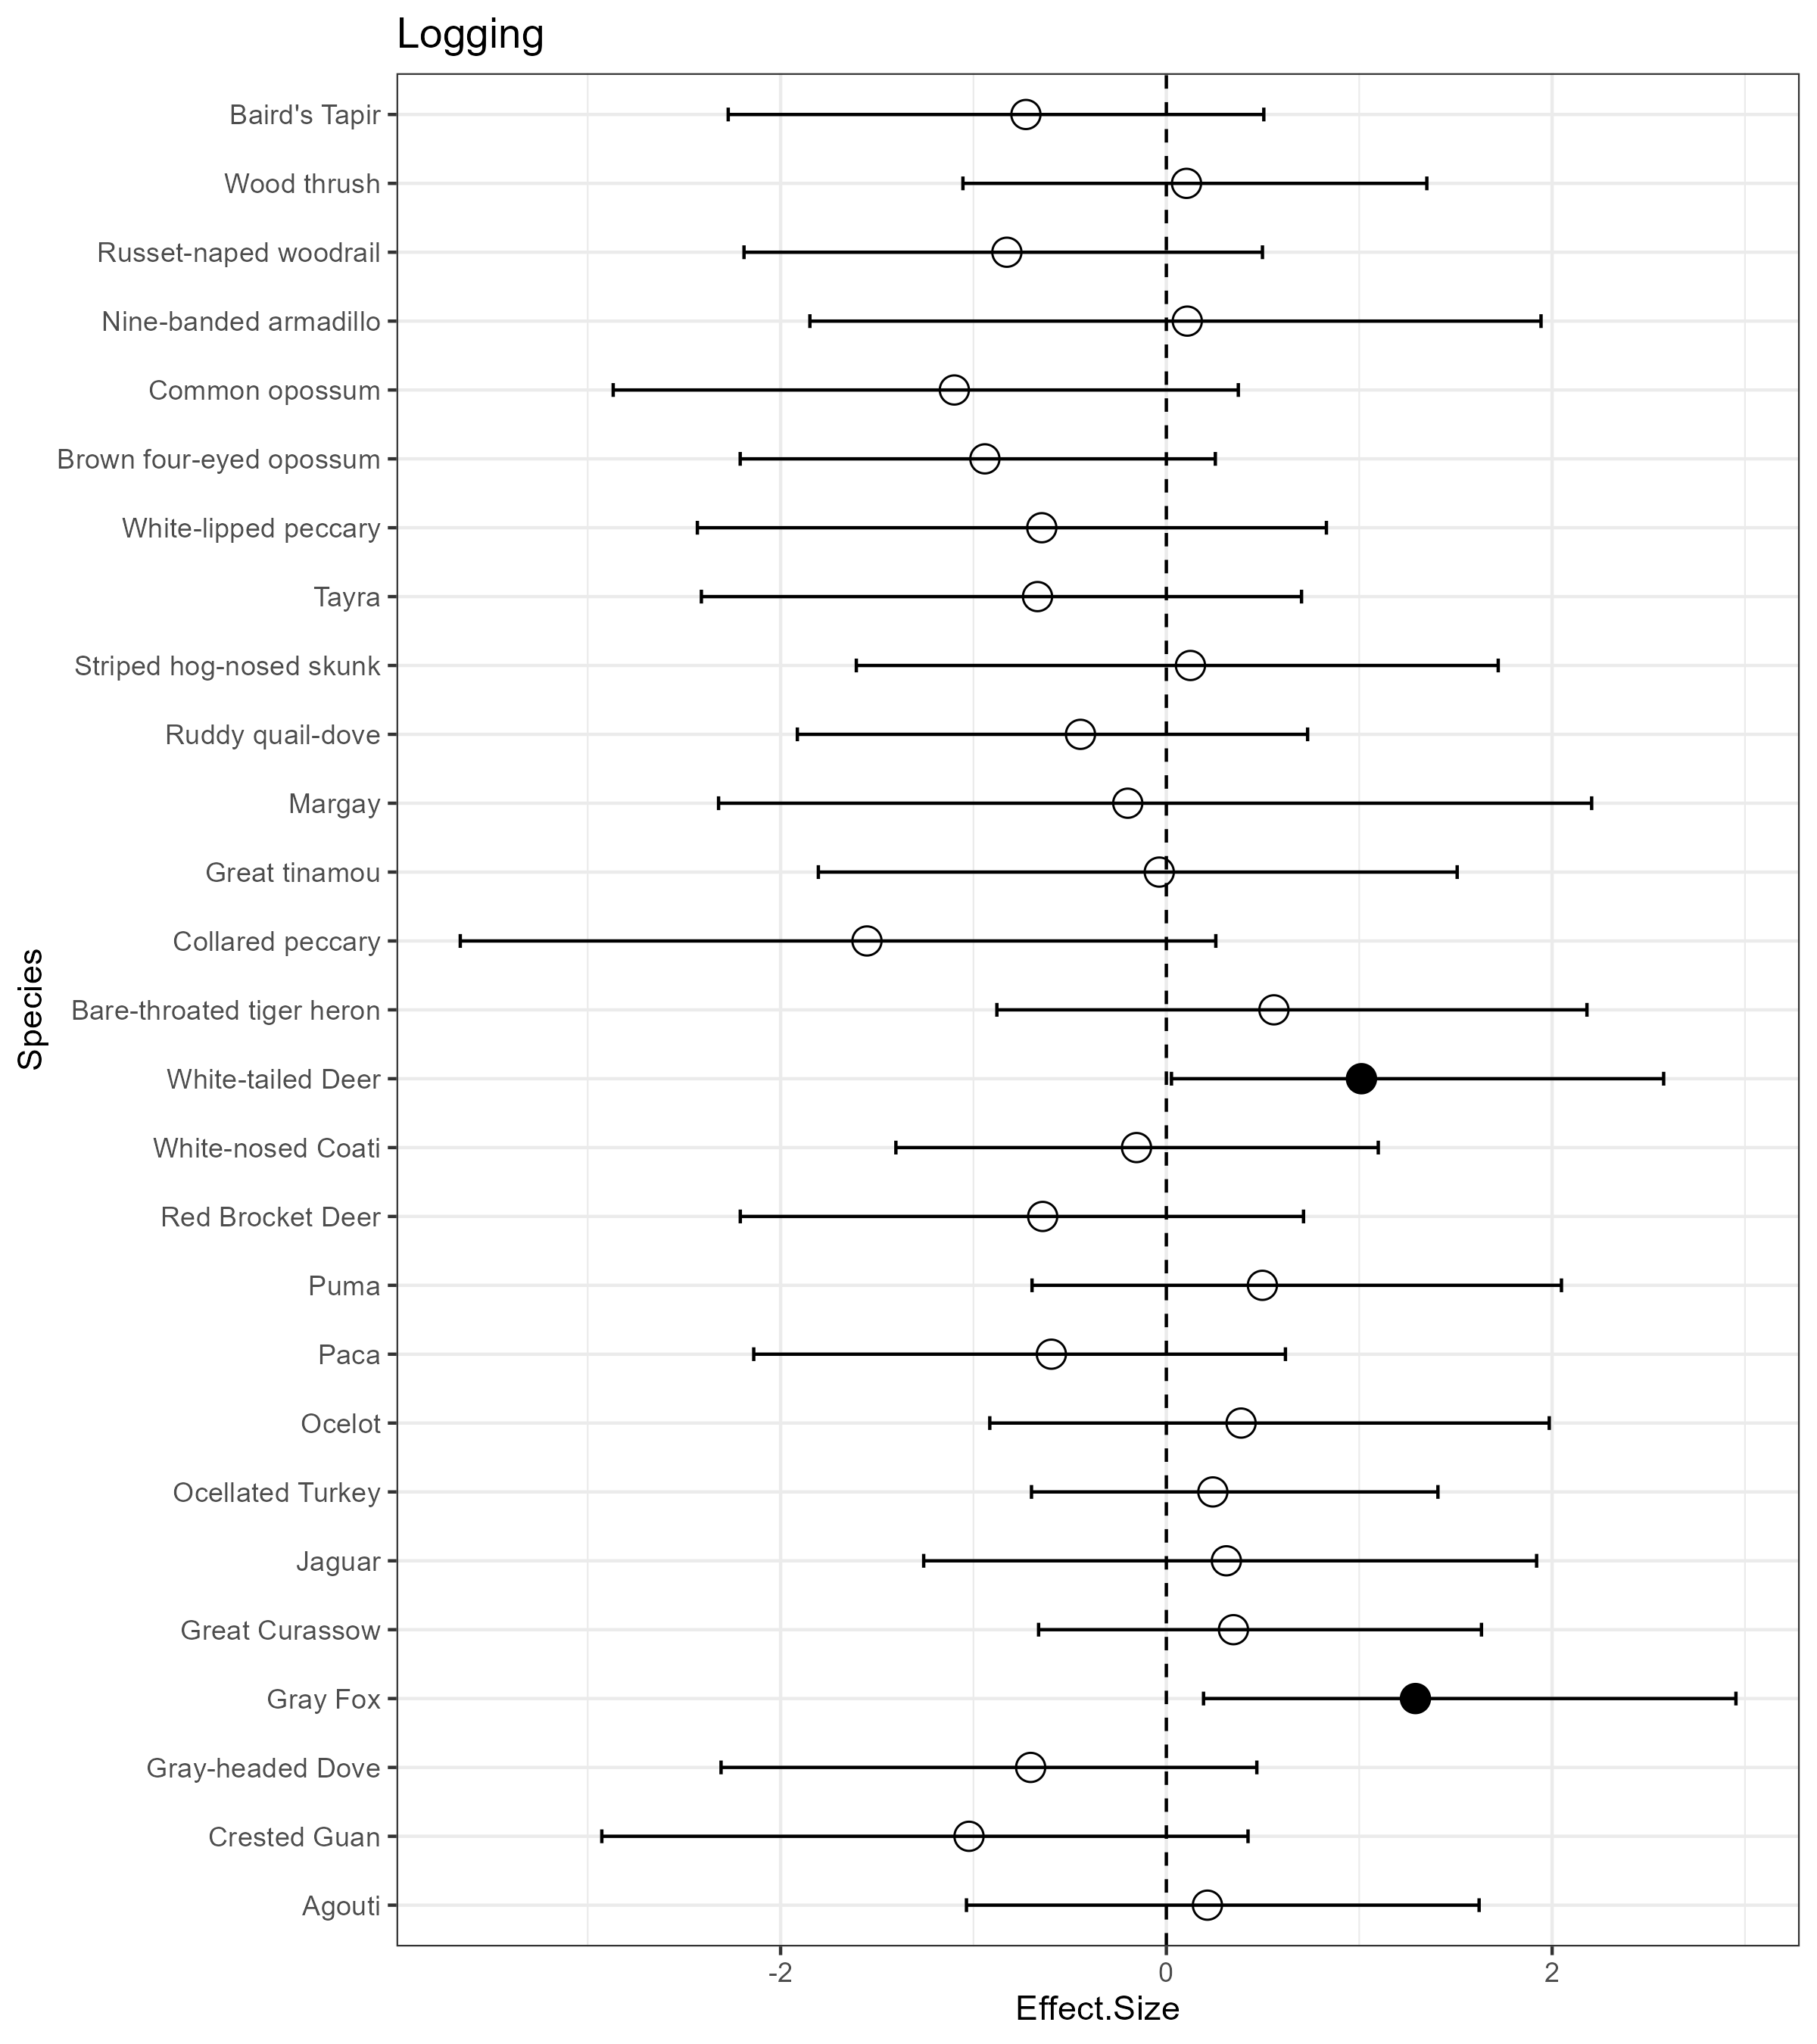 Logging
Baird's Tapir
Wood thrush
Russet-naped woodrail
Nine-banded armadillo
Common opossum
Brown four-eyed opossum
White-lipped peccary
Tayra
Striped hog-nosed skunk
Ruddy quail-dove
Margay
Great tinamou
Collared peccary
Bare-throated tiger heron
White-tailed Deer
White-nosed Coati
Red Brocket Deer
Puma
Paca
Ocelot
Ocellated Turkey
Jaguar
Great Curassow
Gray Fox
Gray-headed Dove
Crested Guan
Agouti
Species
-2 0 2
Effect.Size